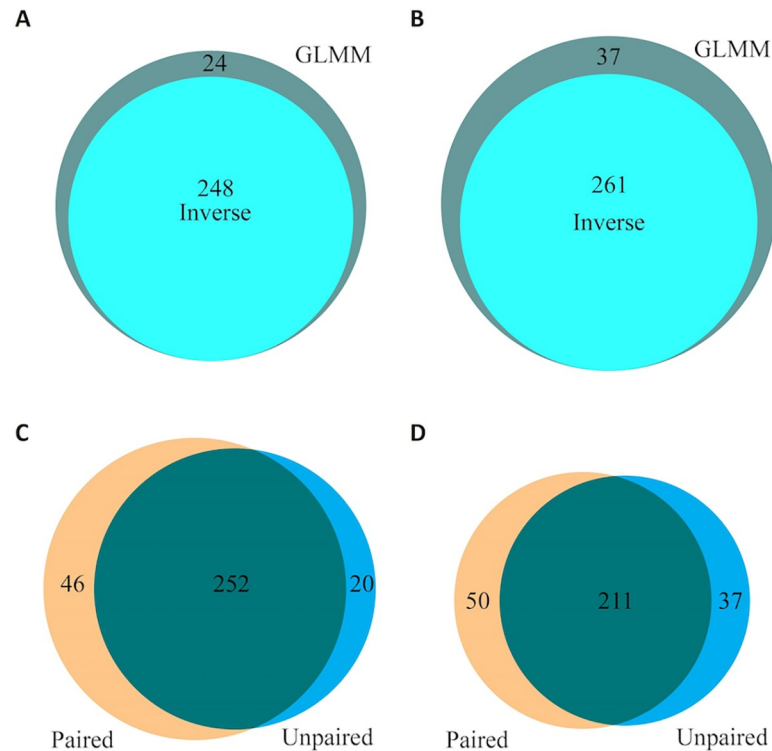 A
GLMM
24
248
Inverse
B
GLMM
37
261
Inverse
C
46
252
20
Paired
Unpaired
D
50
211
37
Paired
Unpaired